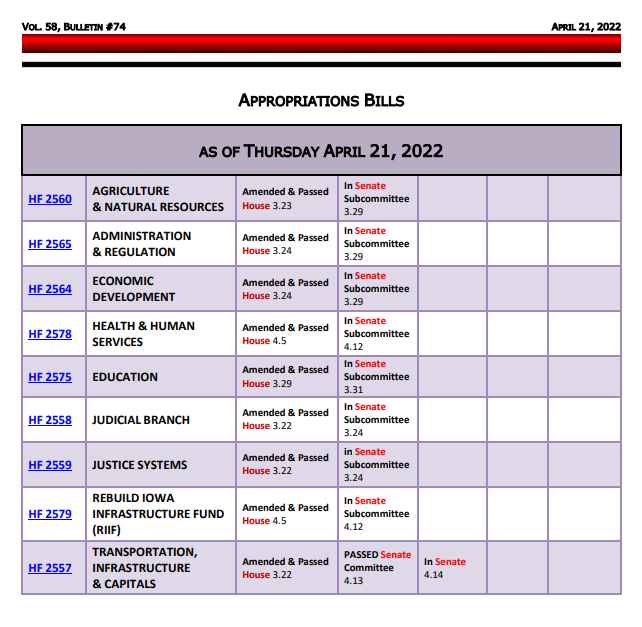 VOL. 58, BULLETIN #74 APRIL 21, 2022
APPROPRIATIONS BILLS
AS OF THURSDAY APRIL 21, 2022
HF 2560
AGRICULTURE
& NATURAL RESOURCES
Amended & Passed
House 3.23
In Senate
Subcommittee
3.29
HF 2565
ADMINISTRATION
& REGULATION
Amended & Passed
House 3.24
In Senate
Subcommittee
3.29
HF 2564
ECONOMIC
DEVELOPMENT
Amended & Passed
House 3.24
In Senate
Subcommittee
3.29
HF 2578
HEALTH & HUMAN
SERVICES
Amended & Passed
House 4.5
In Senate
Subcommittee
4.12
HF 2575
EDUCATION
Amended & Passed
House 3.29
In Senate
Subcommittee
3.31
HF 2558
JUDICIAL BRANCH
Amended & Passed
House 3.22
In Senate
Subcommittee
3.24
HF 2559
JUSTICE SYSTEMS
Amended & Passed
House 3.22
in Senate
Subcommittee
3.24
HF 2579
REBUILD IOWA
INFRASTRUCTURE FUND
(RIIF)
Amended & Passed
House 4.5
In Senate
Subcommittee
4.12
HF 2557
TRANSPORTATION,
INFRASTRUCTURE
& CAPITALS
Amended & Passed
House 3.22
PASSED Senate
Committee
4.13
In Senate
4.14